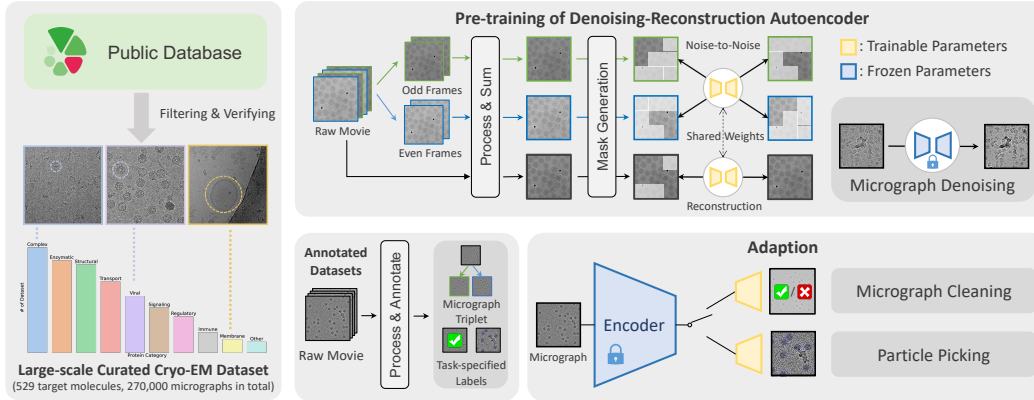 Public Database
Filtering & Verifying
Complex
Enzymatic
Structural
Transport
Viral
Signaling
Regulatory
Immune
Membrane
Other
# of Dataset
Protein Category
Large-scale Curated Cryo-EM Dataset
(529 target molecules, 270,000 micrographs in total)
Pre-training of Denoising-Reconstruction Autoencoder
Raw Movie
Odd Frames
Even Frames
Process & Sum
Mask Generation
Noise-to-Noise
Shared Weights
Reconstruction
: Trainable Parameters
: Frozen Parameters
Micrograph Denoising
Annotated
Datasets
Raw Movie
Process & Annotate
Micrograph
Triplet
Task-specified
Labels
Adaption
Micrograph
Encoder
/
Micrograph Cleaning
Particle Picking